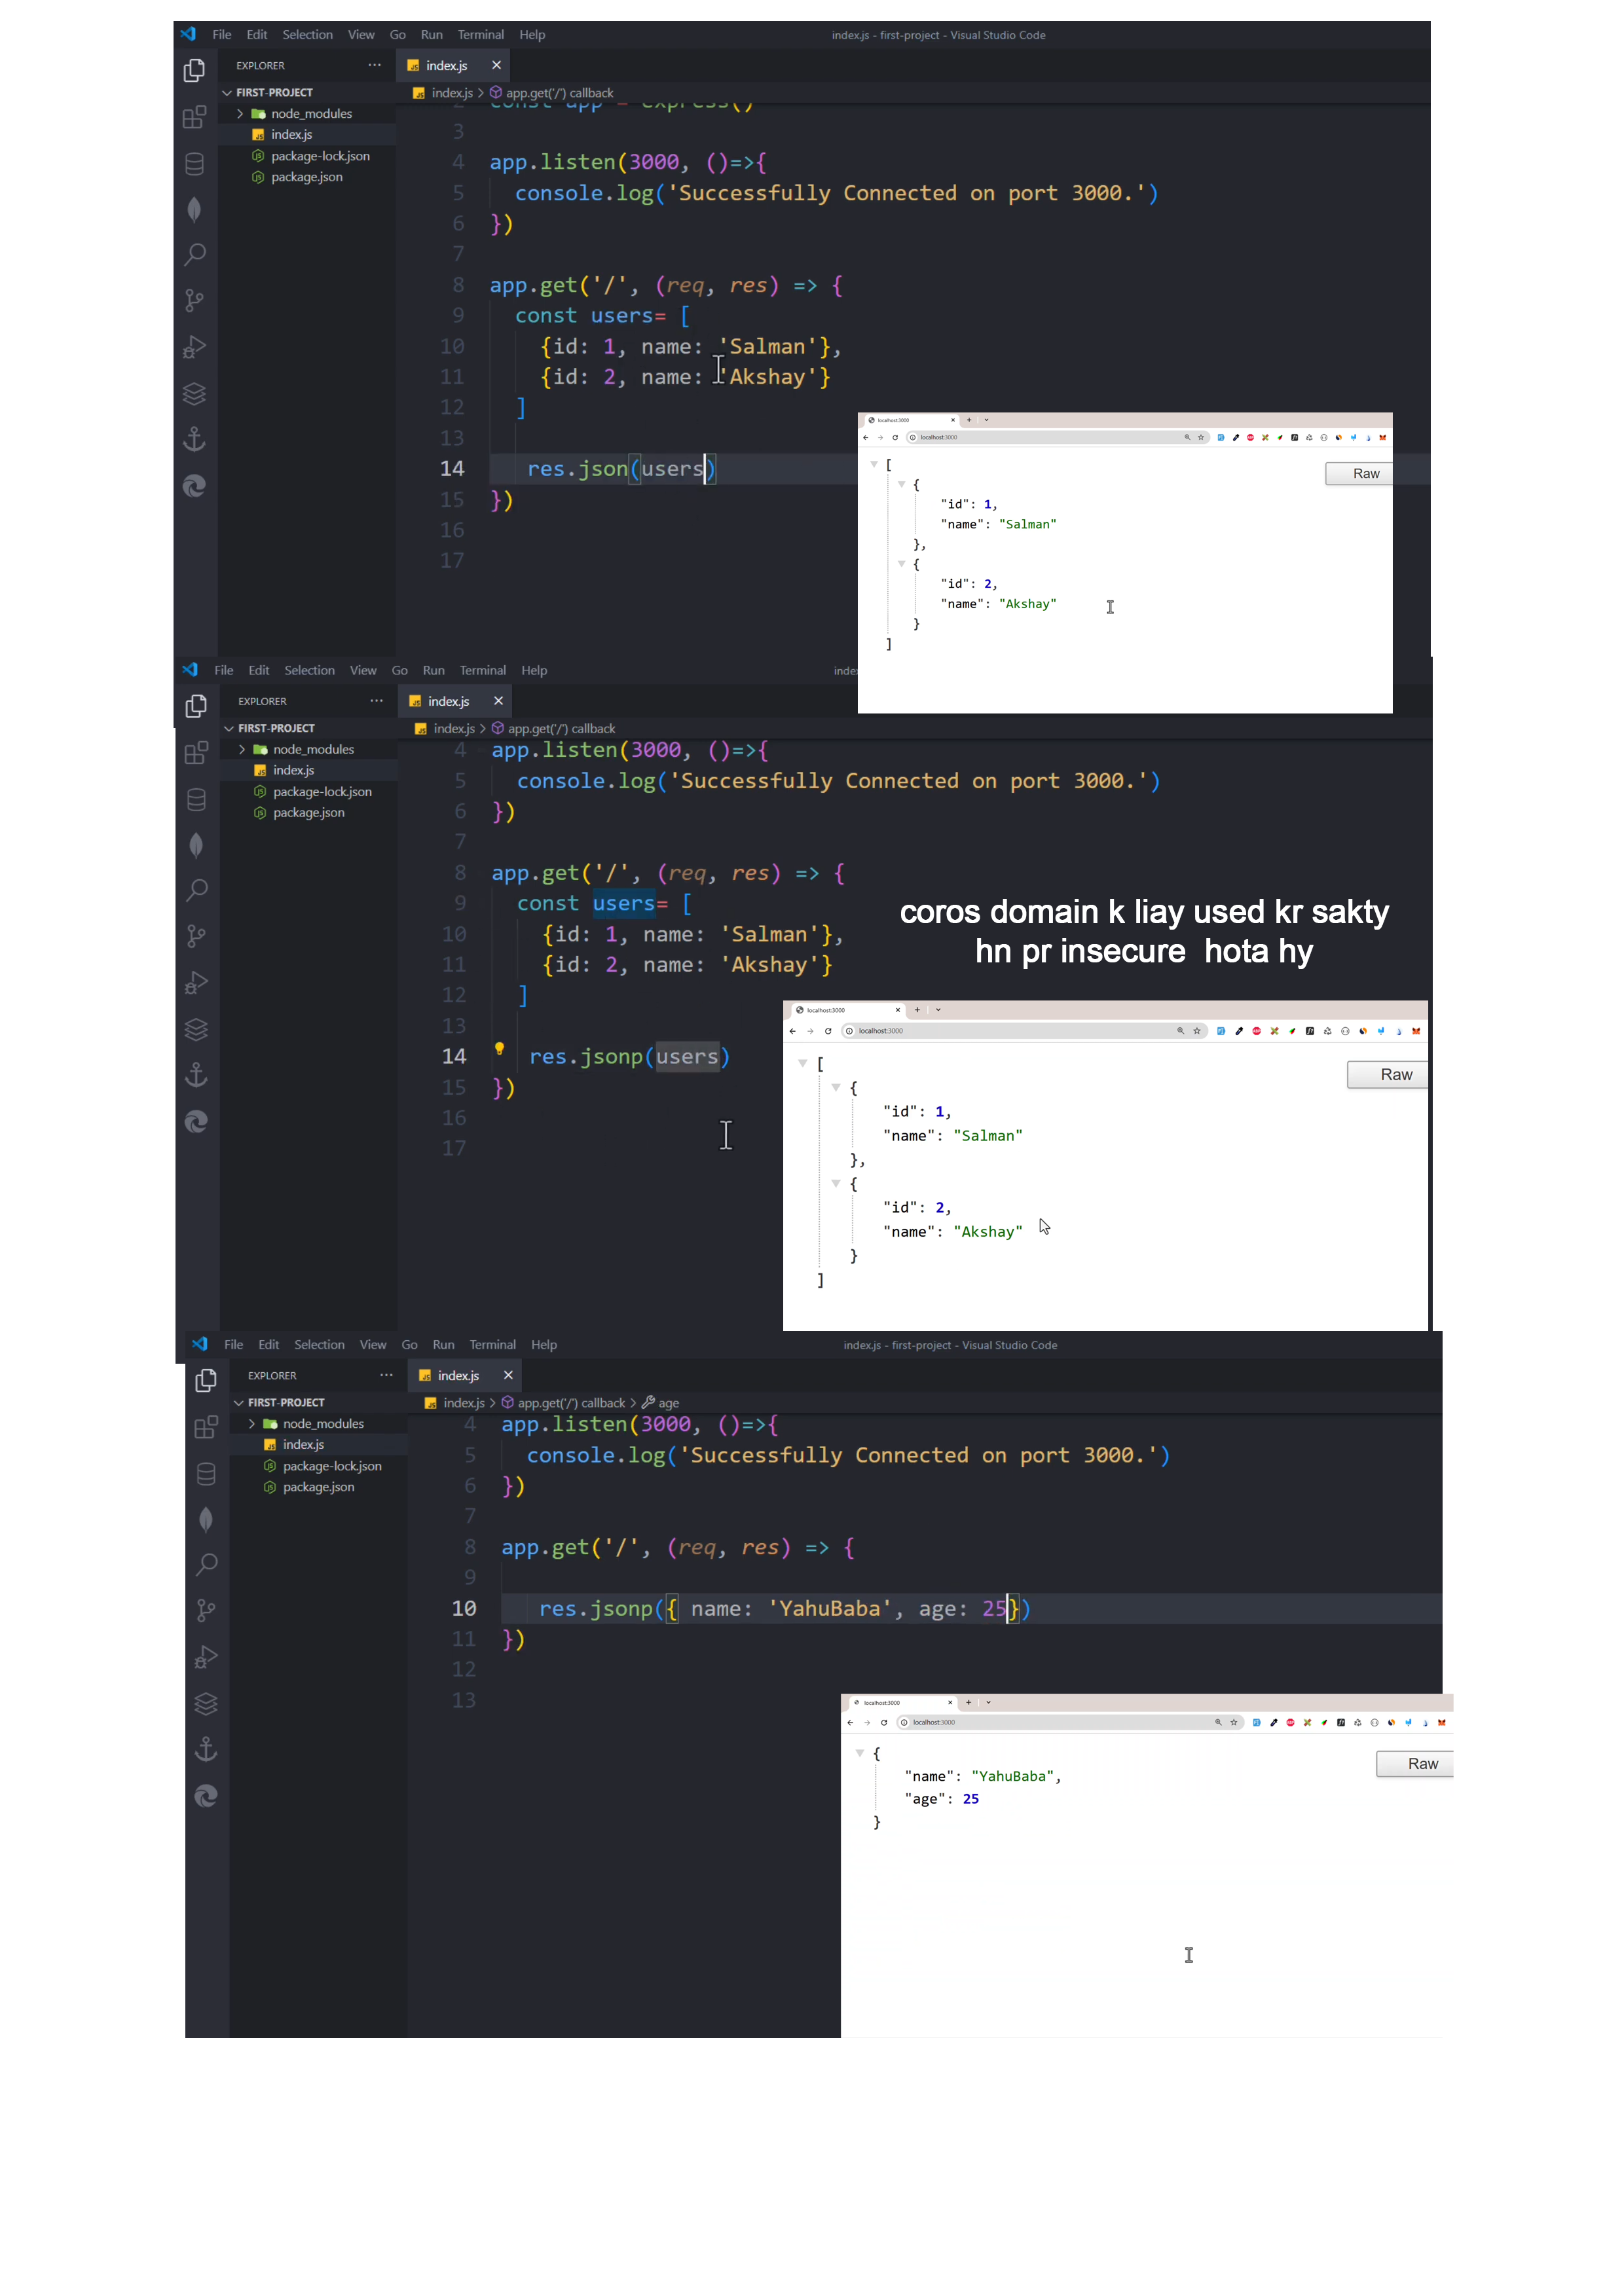 File Edit Selection View Go Run Terminal Help
index.js - first-project - Visual Studio Code
EXPLORER ···
index.js ×
FIRST-PROJECT
index.js > app.get('/') callback
node_modules
index.js
package-lock.json
package.json
2 const app = express()
3
4 app.listen(3000, ()=>{
5 console.log('Successfully Connected on port 3000.')
6 })
7
8 app.get('/', (req, res) => {
9 const users= [
10 {id: 1, name: 'Salman'},
11 {id: 2, name: 'Akshay'}
12 ]
13
14 res.json(users)
15 })
16
17
localhost:3000
localhost:3000
Raw
[
{
"id": 1,
"name": "Salman"
},
{
"id": 2,
"name": "Akshay"
}
]
File Edit Selection View Go Run Terminal Help
inde
EXPLORER ···
index.js ×
FIRST-PROJECT
index.js > app.get('/') callback
node_modules
index.js
package-lock.json
package.json
4 app.listen(3000, ()=>{
5 console.log('Successfully Connected on port 3000.')
6 })
7
8 app.get('/', (req, res) => {
9 const users= [
10 {id: 1, name: 'Salman'},
11 {id: 2, name: 'Akshay'}
12 ]
13
14 res.jsonp(users)
15 })
16
17
coros domain k liay used kr sakty
hn pr insecure hota hy
localhost:3000
localhost:3000
Raw
[
{
"id": 1,
"name": "Salman"
},
{
"id": 2,
"name": "Akshay"
}
]
File Edit Selection View Go Run Terminal Help
index.js - first-project - Visual Studio Code
EXPLORER ···
index.js ×
FIRST-PROJECT
index.js > app.get('/') callback > age
node_modules
index.js
package-lock.json
package.json
4 app.listen(3000, ()=>{
5 console.log('Successfully Connected on port 3000.')
6 })
7
8 app.get('/', (req, res) => {
9
10 res.jsonp({ name: 'YahuBaba', age: 25})
11 })
12
13
localhost:3000
localhost:3000
Raw
{
"name": "YahuBaba",
"age": 25
}